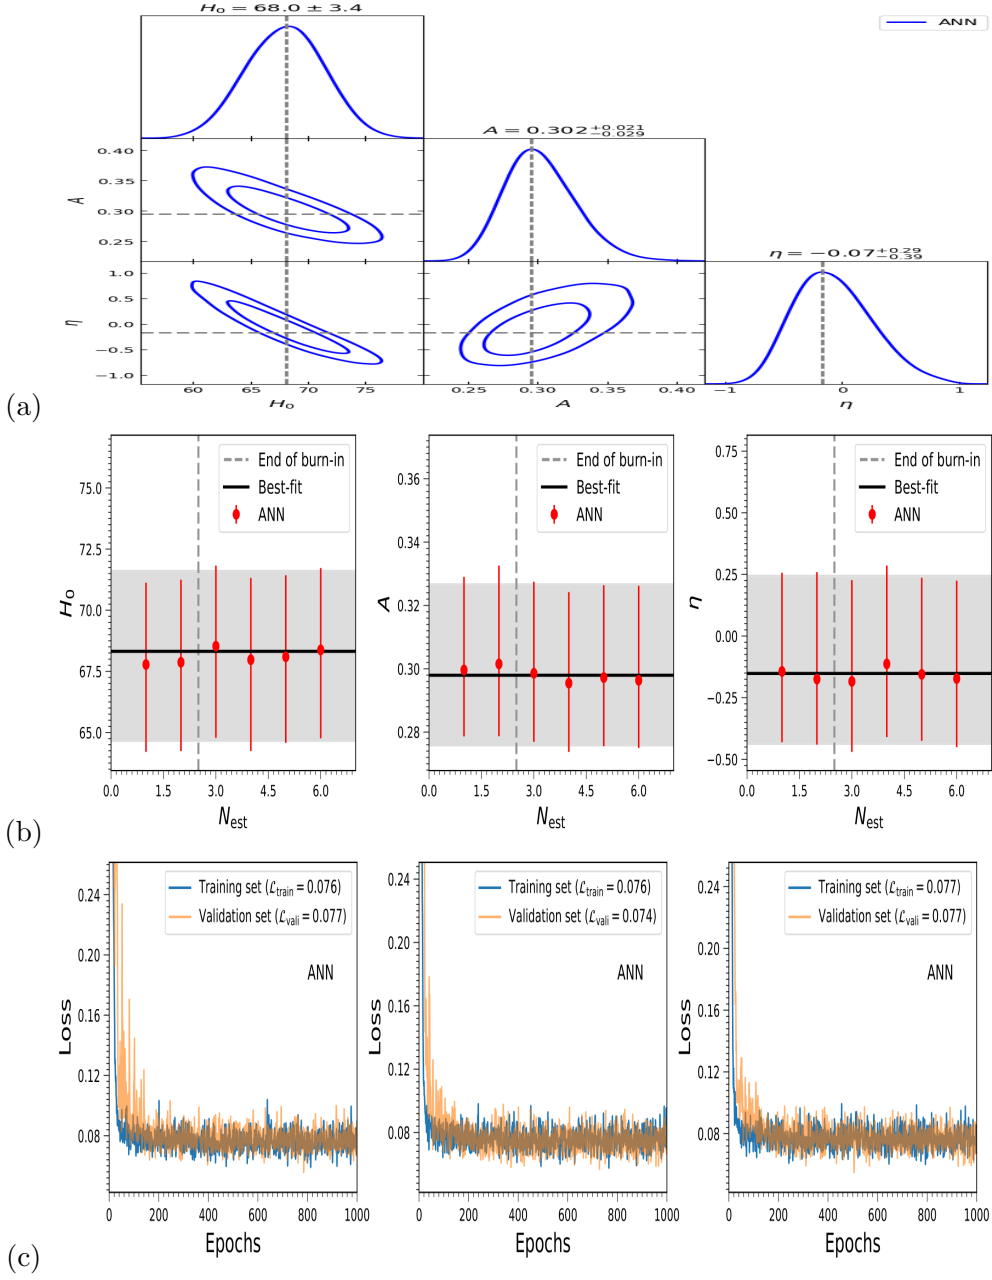 H₀ = 68.0 ± 3.4
ANN
A = 0.302 +0.021 −0.029
0.40
0.35
0.30
0.25
A
η = −0.07 +0.29 −0.39
1.0
0.5
0.0
−0.5
−1.0
η
60 65 70 75
0.25 0.30 0.35 0.40
−1 0 1
H₀ A η
(a)
End of burn-in
Best-fit
ANN
75.0
72.5
70.0
67.5
65.0
H₀
0.0 1.5 3.0 4.5 6.0
N_est
End of burn-in
Best-fit
ANN
0.36
0.34
0.32
0.30
0.28
A
0.0 1.5 3.0 4.5 6.0
N_est
End of burn-in
Best-fit
ANN
0.75
0.50
0.25
0.00
−0.25
−0.50
η
0.0 1.5 3.0 4.5 6.0
N_est
(b)
Training set (ℒ_train = 0.076)
Validation set (ℒ_vali = 0.077)
ANN
0.24
0.20
0.16
0.12
0.08
Loss
0 200 400 600 800 1000
Epochs
Training set (ℒ_train = 0.076)
Validation set (ℒ_vali = 0.074)
ANN
0.24
0.20
0.16
0.12
0.08
Loss
0 200 400 600 800 1000
Epochs
Training set (ℒ_train = 0.077)
Validation set (ℒ_vali = 0.077)
ANN
0.24
0.20
0.16
0.12
0.08
Loss
0 200 400 600 800 1000
Epochs
(c)